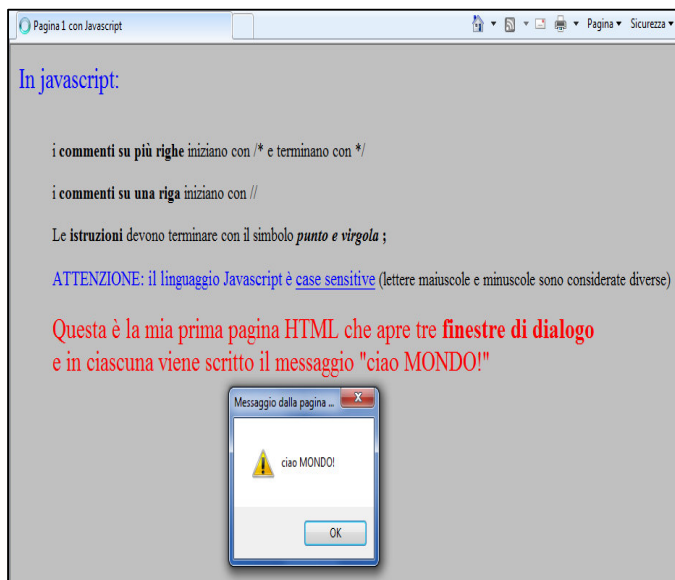 Pagina 1 con Javascript
Pagina Sicurezza
In javascript:
i commenti su più righe iniziano con /* e terminano con */
i commenti su una riga iniziano con //
Le istruzioni devono terminare con il simbolo punto e virgola ;
ATTENZIONE: il linguaggio Javascript è case sensitive (lettere maiuscole e minuscole sono considerate diverse)
Questa è la mia prima pagina HTML che apre tre finestre di dialogo
e in ciascuna viene scritto il messaggio "ciao MONDO!"
Messaggio dalla pagina ...
ciao MONDO!
OK